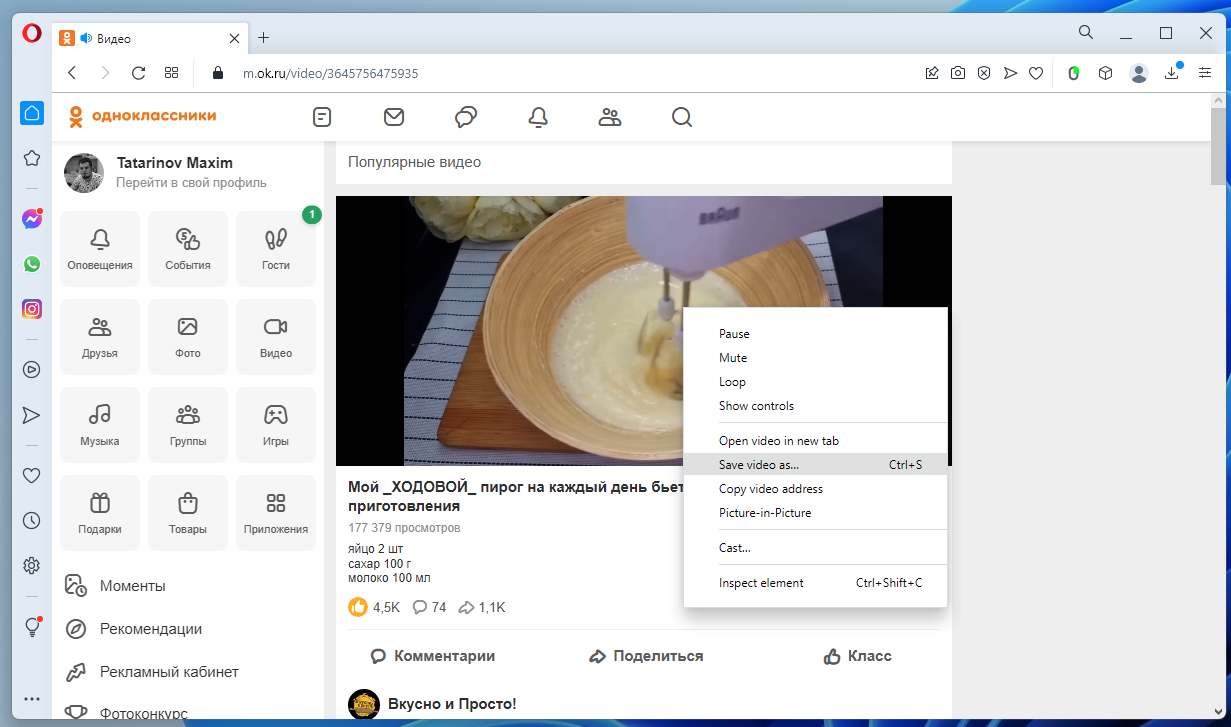 Видео
m.ok.ru/video/3645756475935
одноклассники
Tatarinov Maxim
Перейти в свой профиль
1
Оповещения
5
События
Гости
Друзья
Фото
Видео
Музыка
Группы
Игры
Подарки
Товары
Приложения
Моменты
Рекомендации
Рекламный кабинет
Фотоконкурс
Популярные видео
BRAUN
Pause
Mute
Loop
Show controls
Open video in new tab
Save video as... Ctrl+S
Copy video address
Picture-in-Picture
Cast...
Inspect element Ctrl+Shift+C
Мой _ХОДОВОЙ_ пирог на каждый день бьет
приготовления
177 379 просмотров
яйцо 2 шт
сахар 100 г
молоко 100 мл
4,5K 74 1,1K
Комментарии Поделиться Класс
Вкусно и Просто!